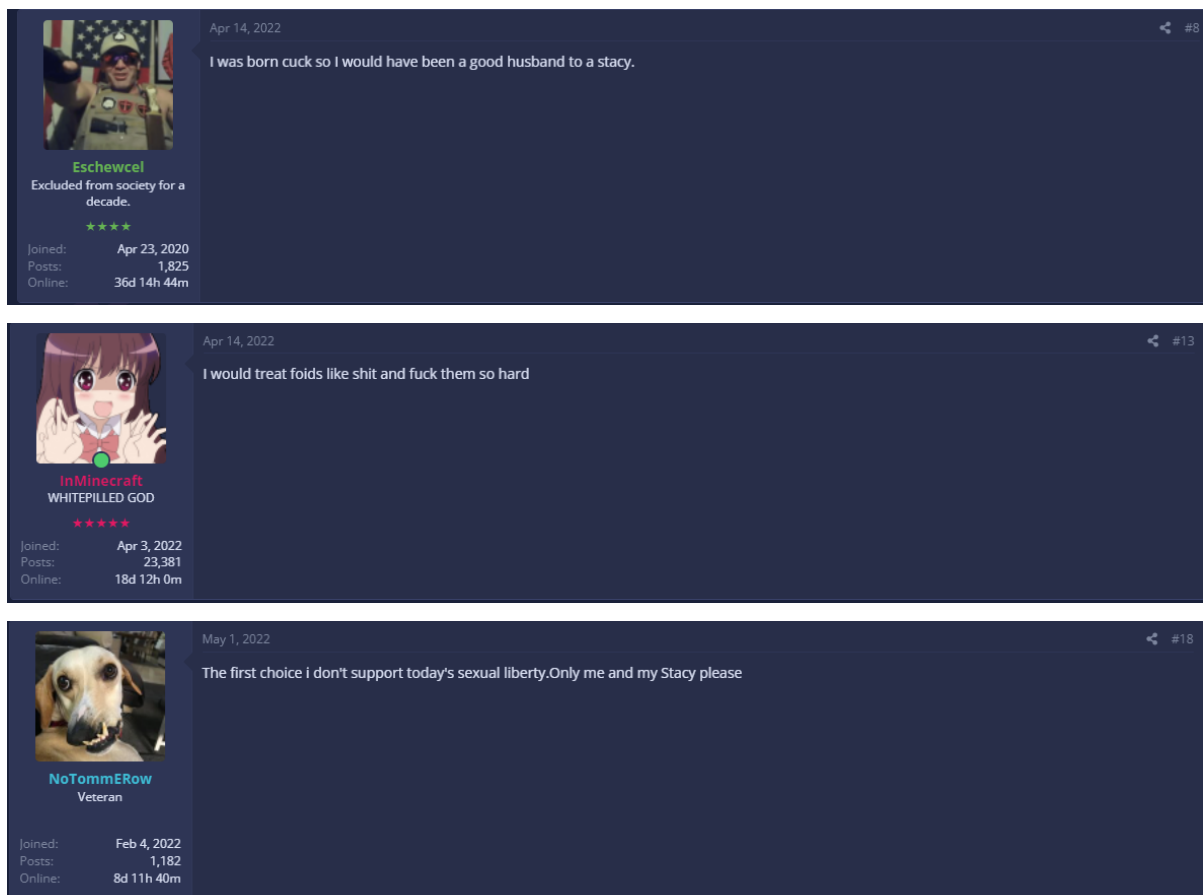 Apr 14, 2022
#8
I was born cuck so I would have been a good husband to a stacy.
Eschewcel
Excluded from society for a
decade.
Joined: Apr 23, 2020
Posts: 1,825
Online: 36d 14h 44m
Apr 14, 2022
#13
I would treat foids like shit and fuck them so hard
InMinecraft
WHITEPILLED GOD
Joined: Apr 3, 2022
Posts: 23,381
Online: 18d 12h 0m
May 1, 2022
#18
The first choice i don't support today's sexual liberty.Only me and my Stacy please
NoTommERow
Veteran
Joined: Feb 4, 2022
Posts: 1,182
Online: 8d 11h 40m